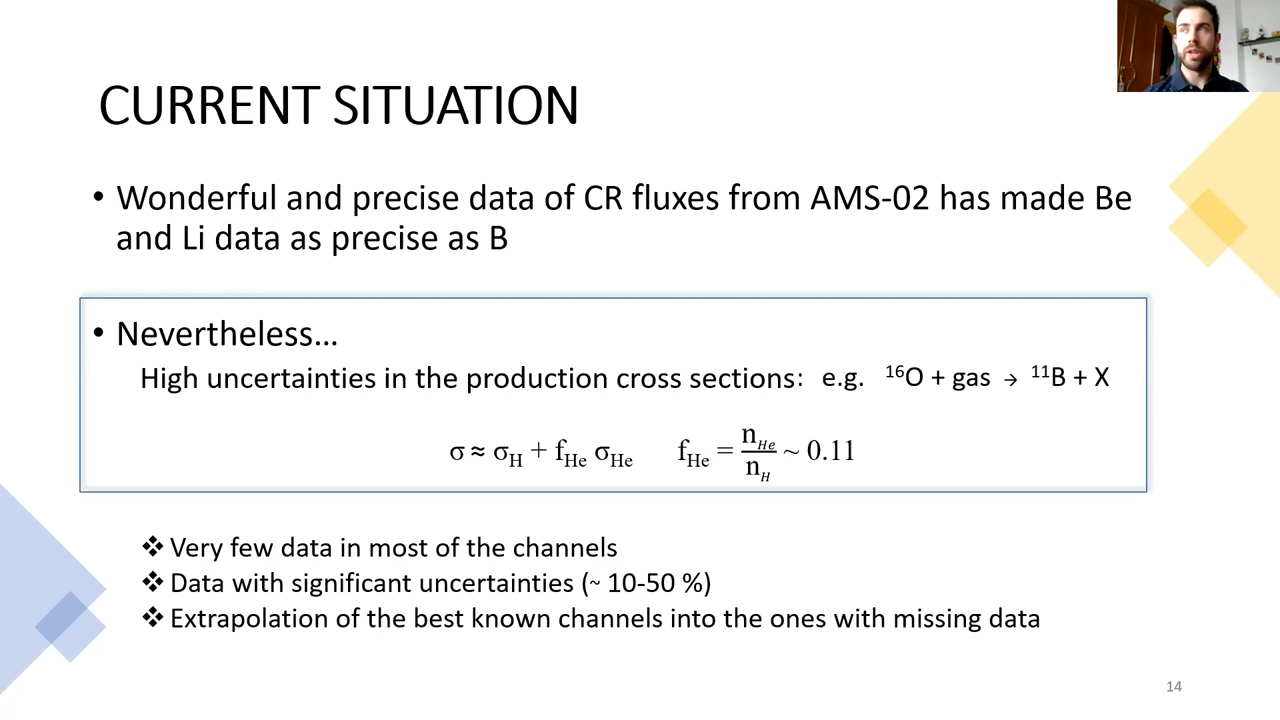 CURRENT SITUATION
• Wonderful and precise data of CR fluxes from AMS-02 has made Be
and Li data as precise as B
• Nevertheless…
High uncertainties in the production cross sections: e.g. ¹⁶O + gas → ¹¹B + X
σ ≈ σ_H + f_He σ_He f_He = n_He / n_H ~ 0.11
❖ Very few data in most of the channels
❖ Data with significant uncertainties (~ 10-50 %)
❖ Extrapolation of the best known channels into the ones with missing data
14